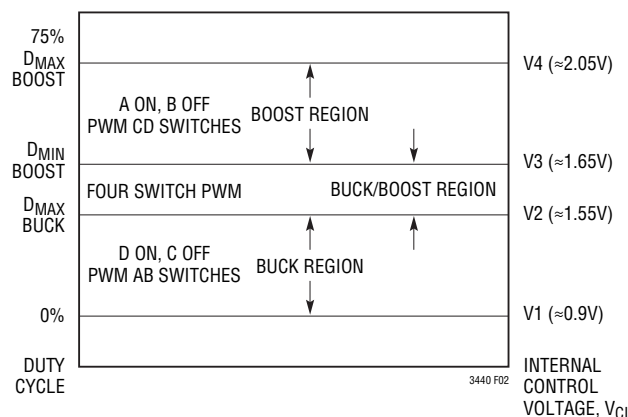 75%
DMAX
BOOST
V4 (≈2.05V)
A ON, B OFF
PWM CD SWITCHES
BOOST REGION
DMIN
BOOST
V3 (≈1.65V)
FOUR SWITCH PWM
BUCK/BOOST REGION
DMAX
BUCK
V2 (≈1.55V)
D ON, C OFF
PWM AB SWITCHES
BUCK REGION
0%
V1 (≈0.9V)
DUTY
CYCLE
3440 F02
INTERNAL
CONTROL
VOLTAGE, VCI